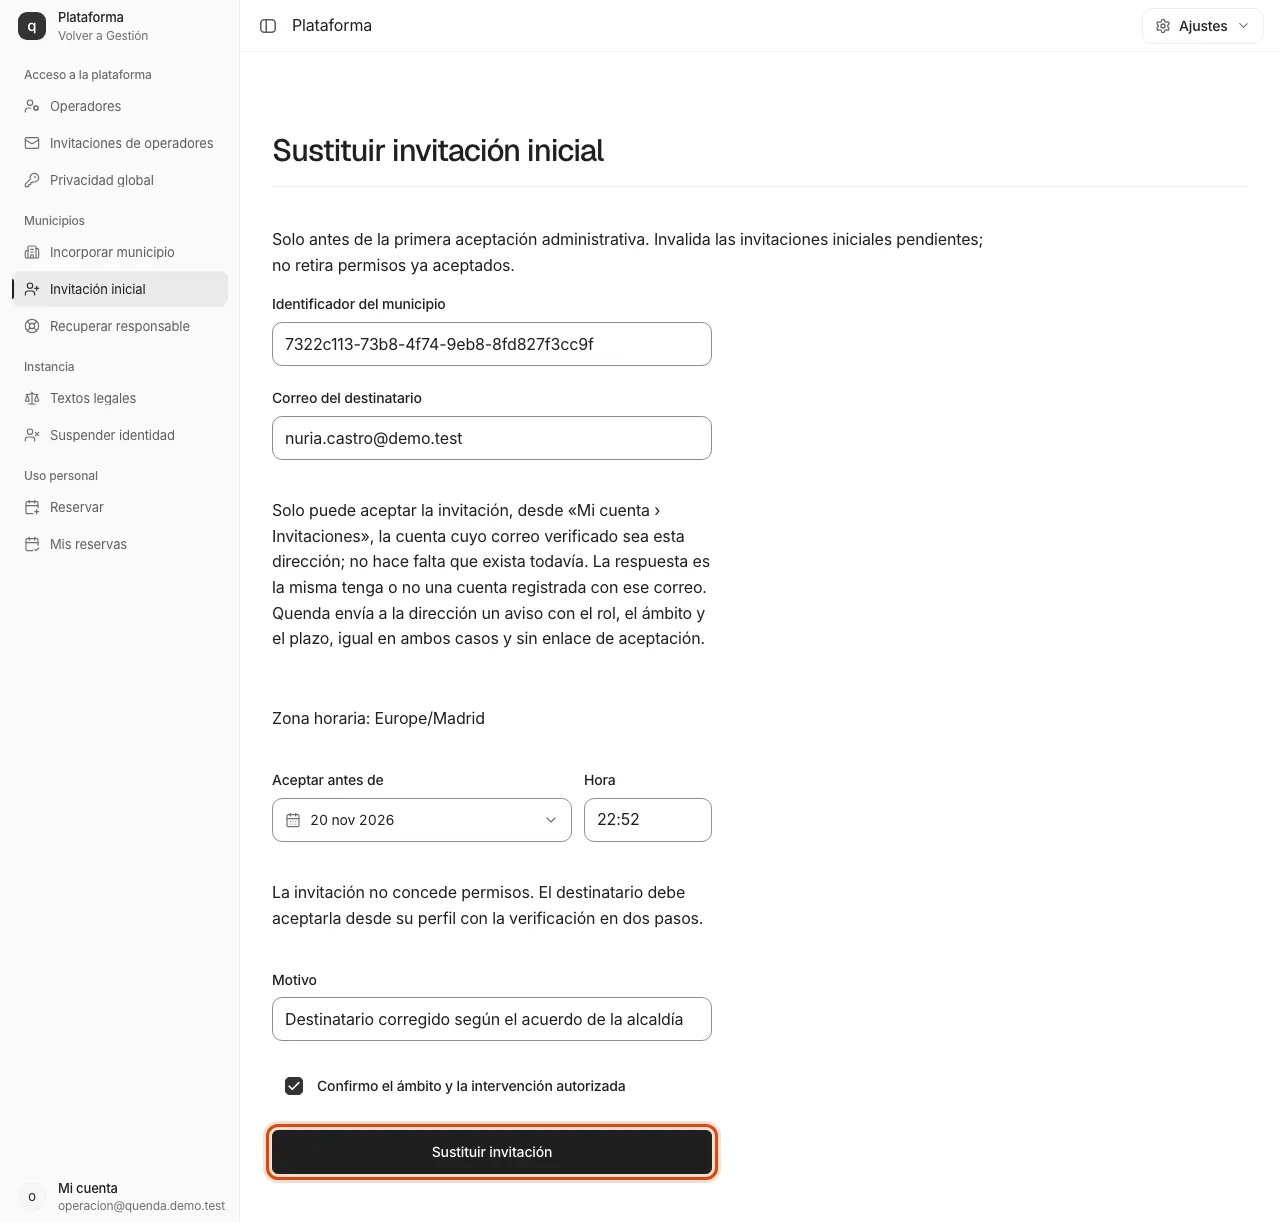 q
Plataforma
Volver a Gestión
Acceso a la plataforma
Operadores
Invitaciones de operadores
Privacidad global
Municipios
Incorporar municipio
Invitación inicial
Recuperar responsable
Instancia
Textos legales
Suspender identidad
Uso personal
Reservar
Mis reservas
O
Mi cuenta
operacion@quenda.demo.test
Plataforma
Ajustes
Sustituir invitación inicial
Solo antes de la primera aceptación administrativa. Invalida las invitaciones iniciales pendientes;
no retira permisos ya aceptados.
Identificador del municipio
7322c113-73b8-4f74-9eb8-8fd827f3cc9f
Correo del destinatario
nuria.castro@demo.test
Solo puede aceptar la invitación, desde «Mi cuenta ›
Invitaciones», la cuenta cuyo correo verificado sea esta
dirección; no hace falta que exista todavía. La respuesta es
la misma tenga o no una cuenta registrada con ese correo.
Quenda envía a la dirección un aviso con el rol, el ámbito y
el plazo, igual en ambos casos y sin enlace de aceptación.
Zona horaria: Europe/Madrid
Aceptar antes de
20 nov 2026
Hora
22:52
La invitación no concede permisos. El destinatario debe
aceptarla desde su perfil con la verificación en dos pasos.
Motivo
Destinatario corregido según el acuerdo de la alcaldía
Confirmo el ámbito y la intervención autorizada
Sustituir invitación